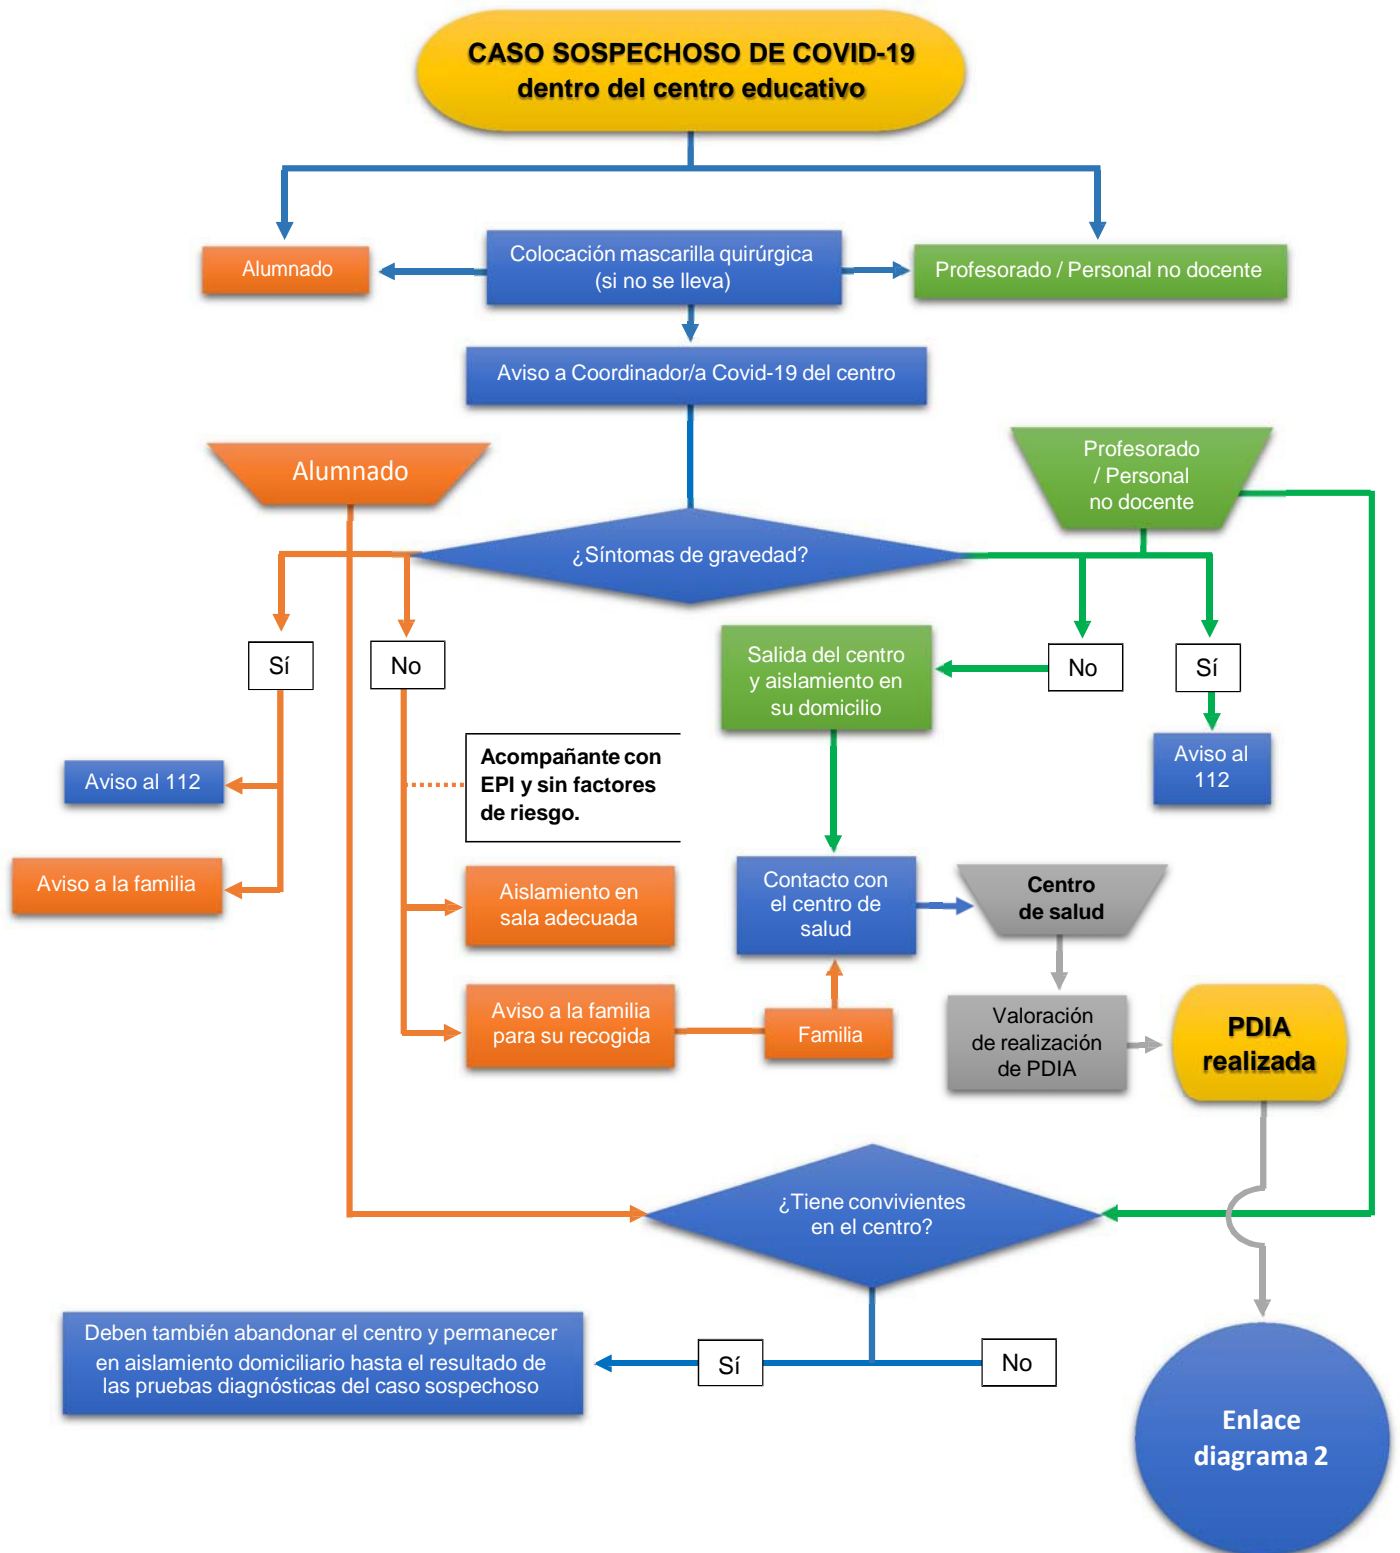 CASO SOSPECHOSO DE COVID-19
dentro del centro educativo
Alumnado
Colocación mascarilla quirúrgica
(si no se lleva)
Profesorado / Personal no docente
Aviso a Coordinador/a Covid-19 del centro
Alumnado
Profesorado
/ Personal
no docente
¿Síntomas de gravedad?
Sí
No
Salida del centro
y aislamiento en
su domicilio
No
Sí
Aviso al 112
Acompañante con
EPI y sin factores
de riesgo.
Aviso al
112
Aviso a la familia
Aislamiento en
sala adecuada
Contacto con
el centro de
salud
Centro
de salud
Aviso a la familia
para su recogida
Familia
Valoración
de realización
de PDIA
PDIA
realizada
¿Tiene convivientes
en el centro?
Deben también abandonar el centro y permanecer
en aislamiento domiciliario hasta el resultado de
las pruebas diagnósticas del caso sospechoso
Sí
No
Enlace
diagrama 2